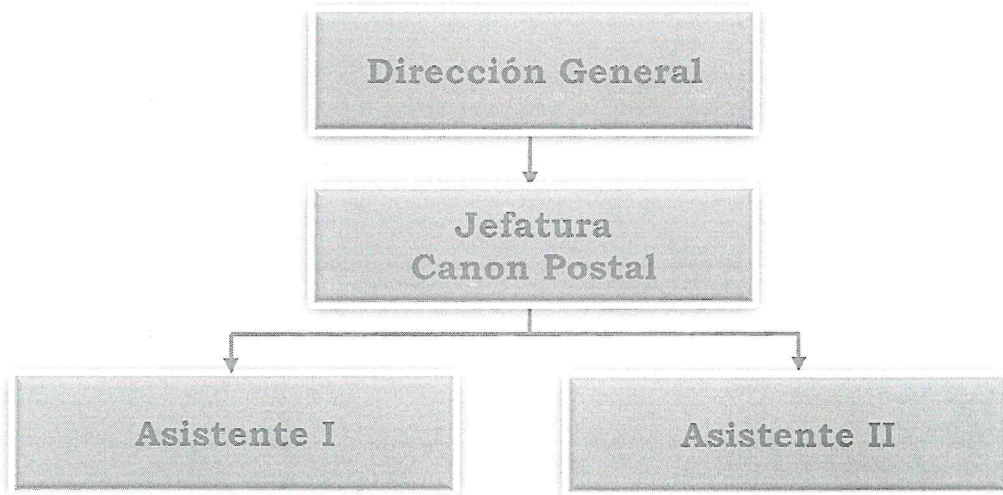 Dirección General
Jefatura
Canon Postal
Asistente I
Asistente II